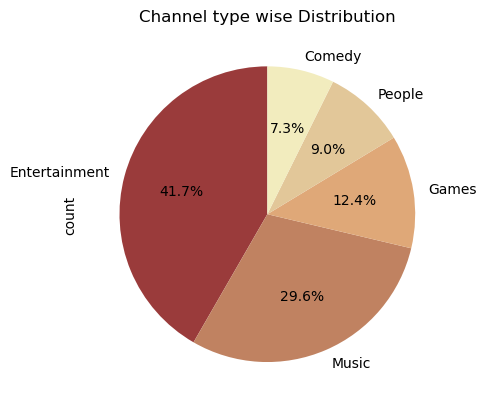 Channel type wise Distribution
Comedy
People
7.3%
9.0%
Entertainment
41.7%
12.4%
Games
count
29.6%
Music